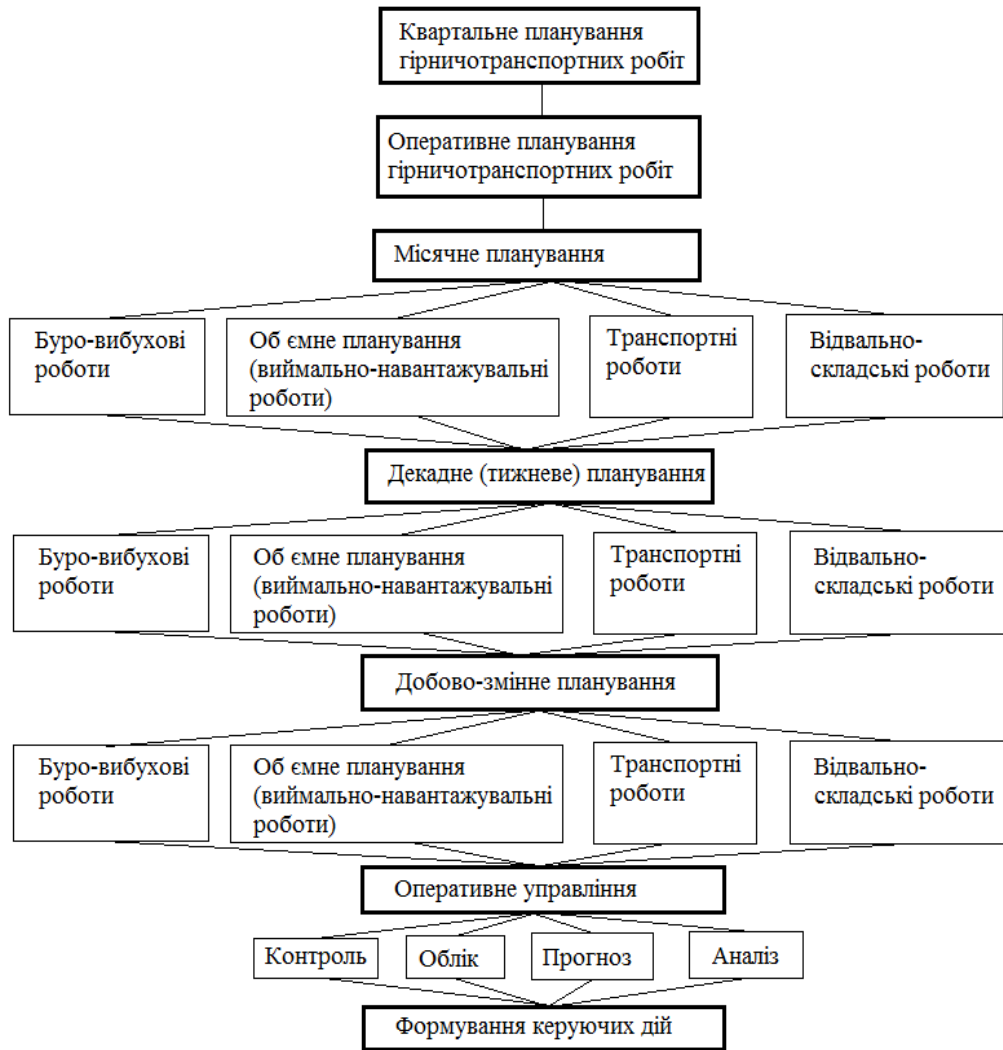 Квартальне планування
гірничотранспортних робіт
Оперативне планування
гірничотранспортних робіт
Місячне планування
Буро-вибухові
роботи
Об ємне планування
(виймально-навантажувальні
роботи)
Транспортні
роботи
Відвально-
складські роботи
Декадне (тижневе) планування
Буро-вибухові
роботи
Об ємне планування
(виймально-навантажувальні
роботи)
Транспортні
роботи
Відвально-
складські роботи
Добово-змінне планування
Буро-вибухові
роботи
Об ємне планування
(виймально-навантажувальні
роботи)
Транспортні
роботи
Відвально-
складські роботи
Оперативне управління
Контроль
Облік
Прогноз
Аналіз
Формування керуючих дій